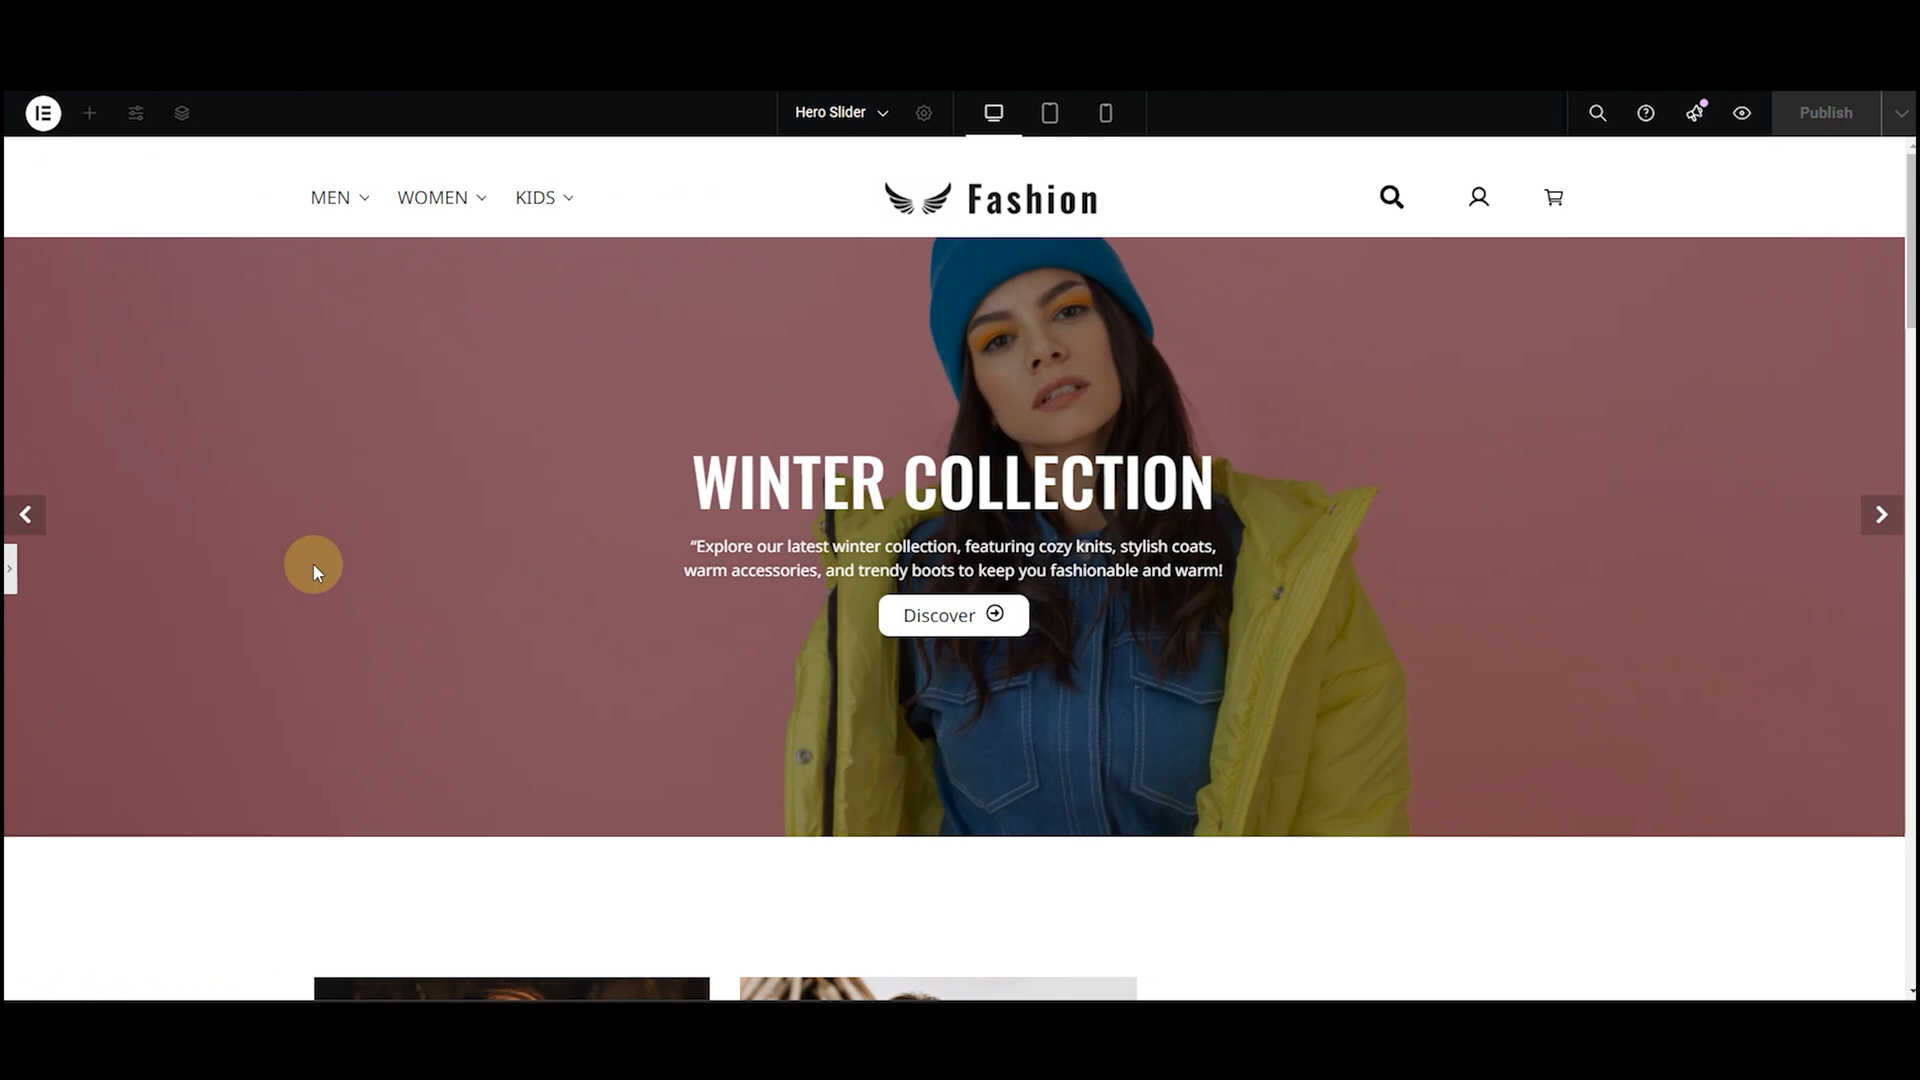 Hero Slider
Publish
MEN
WOMEN
KIDS
Fashion
WINTER COLLECTION
“Explore our latest winter collection, featuring cozy knits, stylish coats,
warm accessories, and trendy boots to keep you fashionable and warm!
Discover